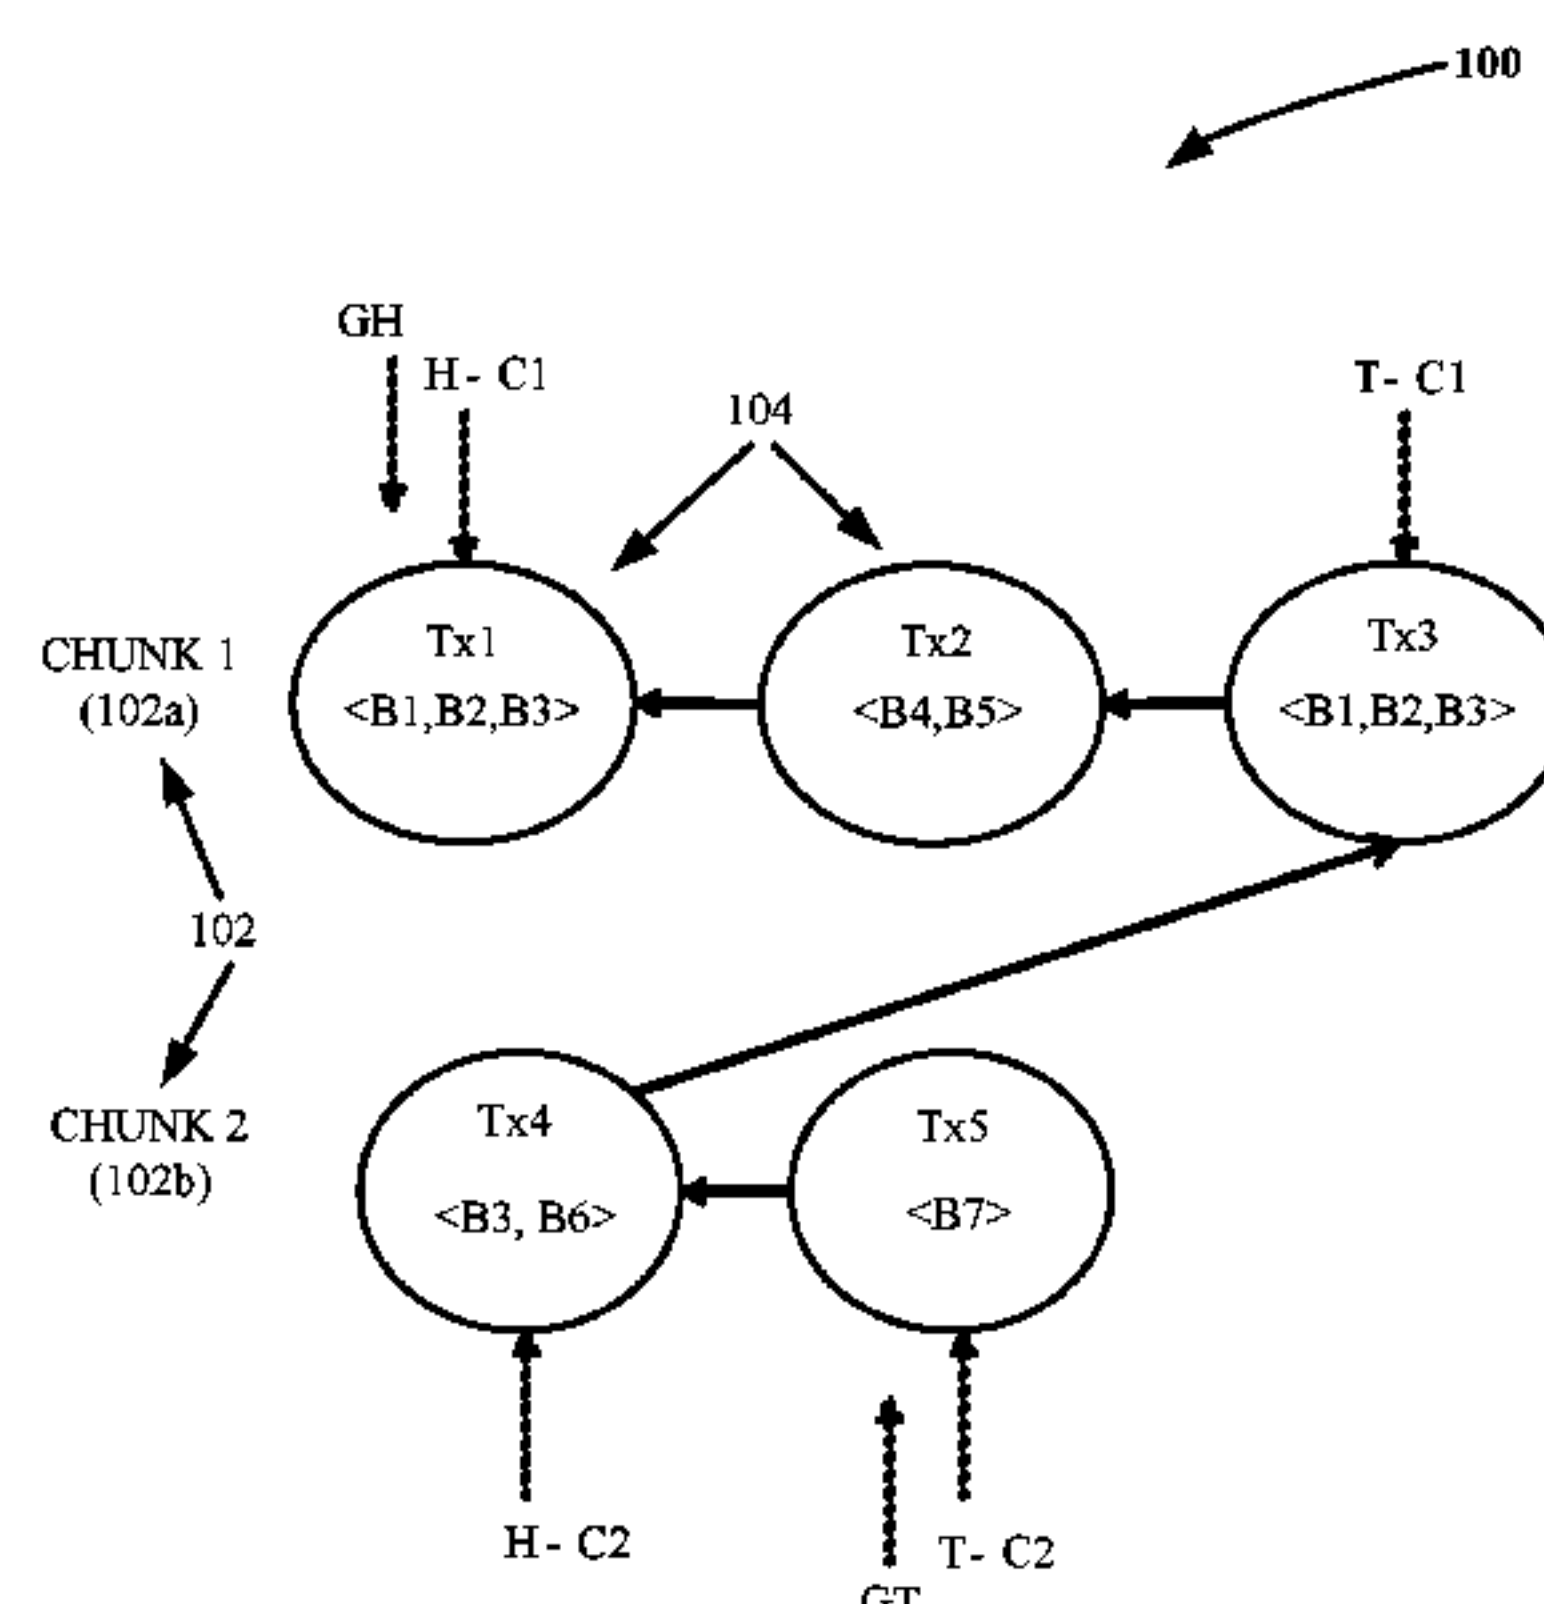 100
GH
H- C1
T- C1
104
Tx1
<B1,B2,B3>
Tx2
<B4,B5>
Tx3
<B1,B2,B3>
CHUNK 1
(102a)
102
CHUNK 2
(102b)
Tx4
<B3, B6>
Tx5
<B7>
H- C2
T- C2
GT